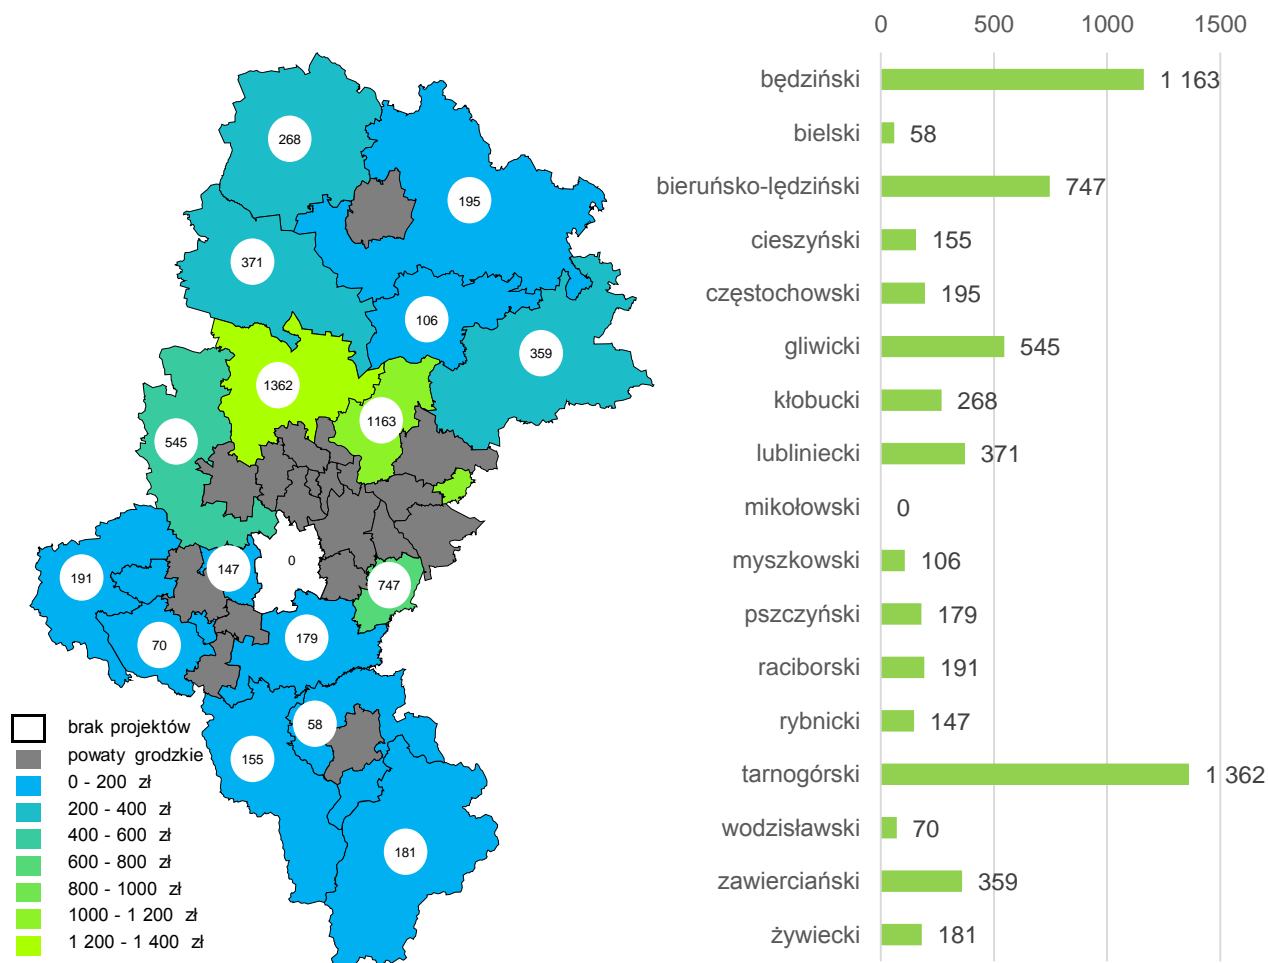 268
195
371
106
359
1362
1163
545
191
147
0
747
70
179
58
155
181
brak projektów
powaty grodzkie
0 - 200 zł
200 - 400 zł
400 - 600 zł
600 - 800 zł
800 - 1000 zł
1000 - 1 200 zł
1 200 - 1 400 zł
0 500 1000 1500
będziński 1 163
bielski 58
bieruńsko-lędziński 747
cieszyński 155
częstochowski 195
gliwicki 545
kłobucki 268
lubliniecki 371
mikołowski 0
myszkowski 106
pszczyński 179
raciborski 191
rybnicki 147
tarnogórski 1 362
wodzisławski 70
zawierciański 359
żywiecki 181